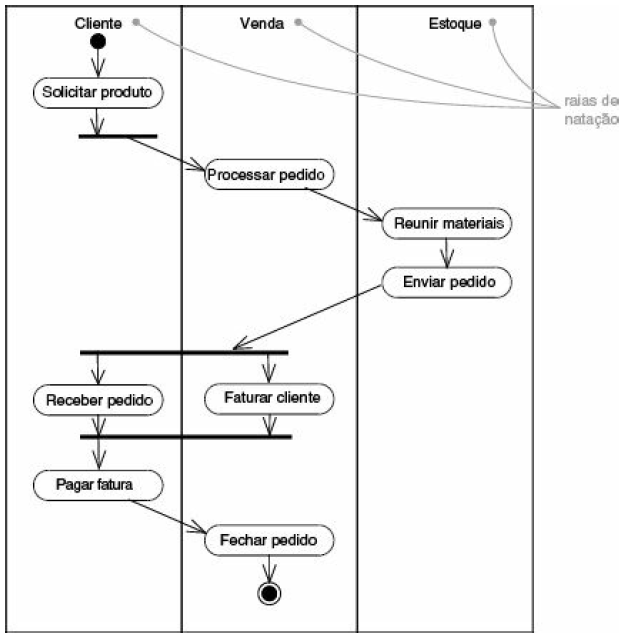 Cliente
Venda
Estoque
raias de
natação
Solicitar produto
Processar pedido
Reunir materiais
Enviar pedido
Receber pedido
Faturar cliente
Pagar fatura
Fechar pedido